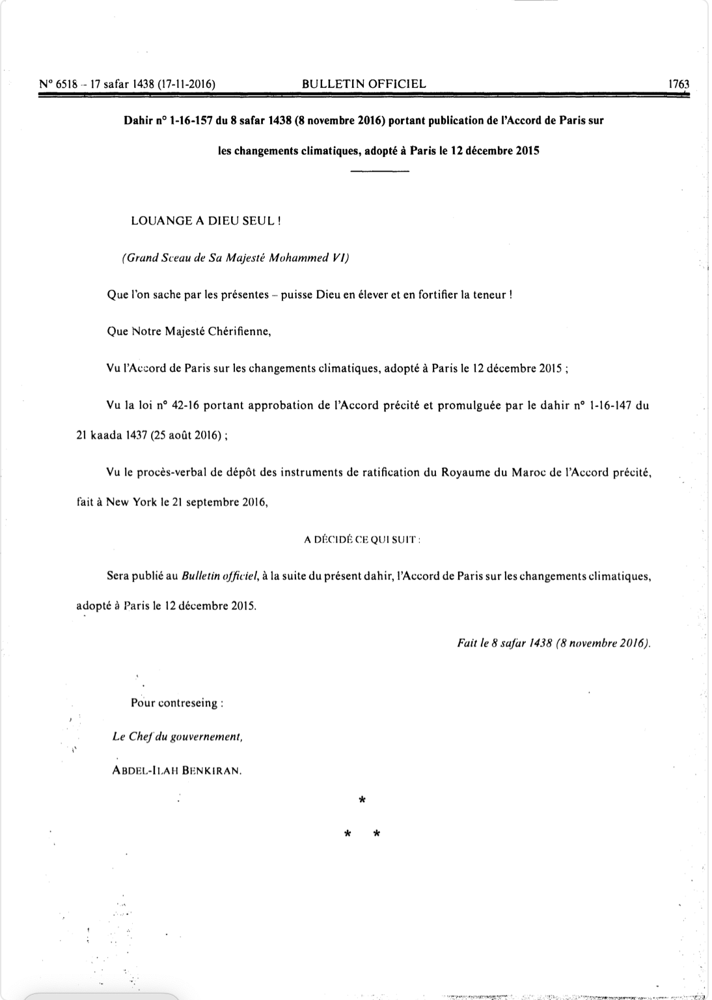 N° 6518 – 17 safar 1438 (17-11-2016) BULLETIN OFFICIEL 1763
Dahir n° 1-16-157 du 8 safar 1438 (8 novembre 2016) portant publication de l'Accord de Paris sur
les changements climatiques, adopté à Paris le 12 décembre 2015
LOUANGE A DIEU SEUL !
(Grand Sceau de Sa Majesté Mohammed VI)
Que l'on sache par les présentes – puisse Dieu en élever et en fortifier la teneur !
Que Notre Majesté Chérifienne,
Vu l'Accord de Paris sur les changements climatiques, adopté à Paris le 12 décembre 2015 ;
Vu la loi n° 42-16 portant approbation de l'Accord précité et promulguée par le dahir n° 1-16-147 du
21 kaada 1437 (25 août 2016) ;
Vu le procès-verbal de dépôt des instruments de ratification du Royaume du Maroc de l'Accord précité,
fait à New York le 21 septembre 2016,
A DÉCIDÉ CE QUI SUIT :
Sera publié au Bulletin officiel, à la suite du présent dahir, l'Accord de Paris sur les changements climatiques,
adopté à Paris le 12 décembre 2015.
Fait le 8 safar 1438 (8 novembre 2016).
Pour contreseing :
Le Chef du gouvernement,
ABDEL-ILAH BENKIRAN.
*
* *